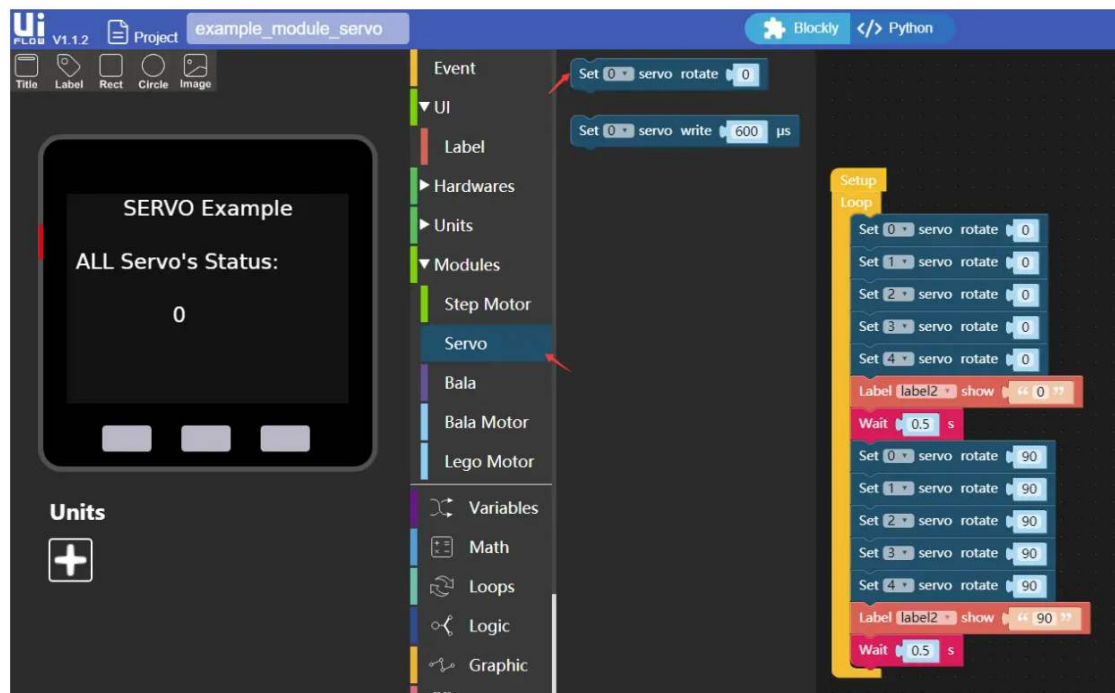 Ui
FLOW V1.1.2 Project example_module_servo Blockly </> Python
Title Label Rect Circle Image
SERVO Example
ALL Servo's Status:
0
Units
Event
UI
Label
Hardwares
Units
Modules
Step Motor
Servo
Bala
Bala Motor
Lego Motor
Variables
Math
Loops
Logic
Graphic
Set 0 servo rotate 0
Set 0 servo write 600 μs
Setup
Loop
Set 0 servo rotate 0
Set 1 servo rotate 0
Set 2 servo rotate 0
Set 3 servo rotate 0
Set 4 servo rotate 0
Label label2 show “ 0 ”
Wait 0.5 s
Set 0 servo rotate 90
Set 1 servo rotate 90
Set 2 servo rotate 90
Set 3 servo rotate 90
Set 4 servo rotate 90
Label label2 show “ 90 ”
Wait 0.5 s